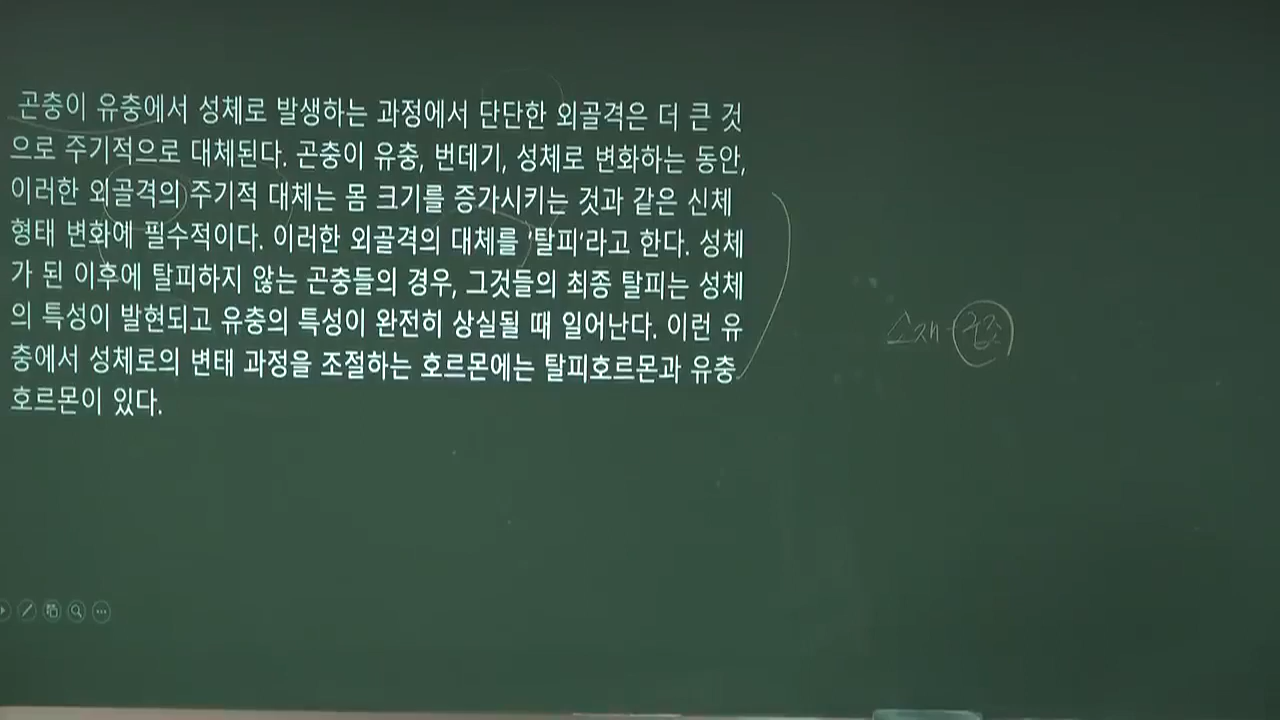 곤충이 유충에서 성체로 발생하는 과정에서 단단한 외골격은 더 큰 것
으로 주기적으로 대체된다. 곤충이 유충, 번데기, 성체로 변화하는 동안,
이러한 외골격의 주기적 대체는 몸 크기를 증가시키는 것과 같은 신체
형태 변화에 필수적이다. 이러한 외골격의 대체를 '탈피'라고 한다. 성체
가 된 이후에 탈피하지 않는 곤충들의 경우, 그것들의 최종 탈피는 성체
의 특성이 발현되고 유충의 특성이 완전히 상실될 때 일어난다. 이런 유
충에서 성체로의 변태 과정을 조절하는 호르몬에는 탈피호르몬과 유충
호르몬이 있다.
소재 - 구조